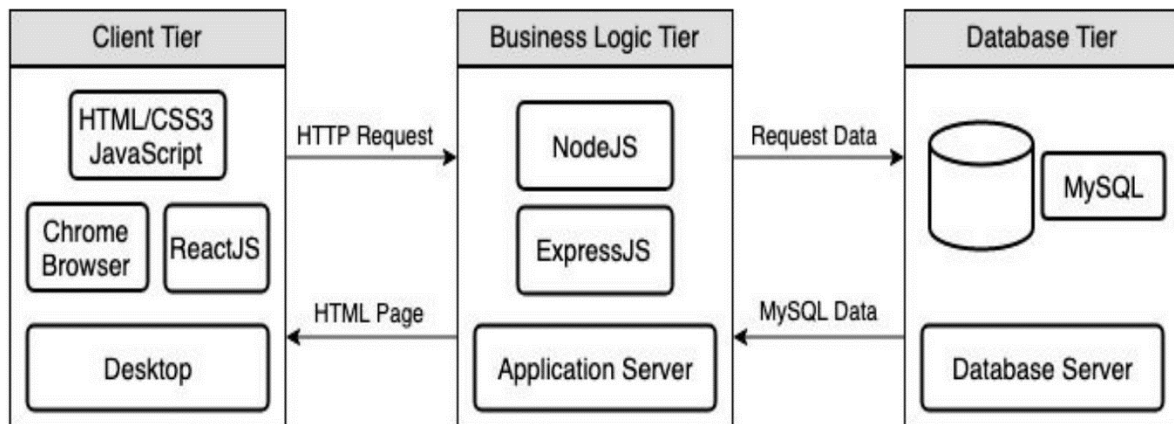 Client Tier
Business Logic Tier
Database Tier
HTML/CSS3
JavaScript
HTTP Request
NodeJS
Request Data
MySQL
Chrome
Browser
ReactJS
ExpressJS
HTML Page
MySQL Data
Desktop
Application Server
Database Server